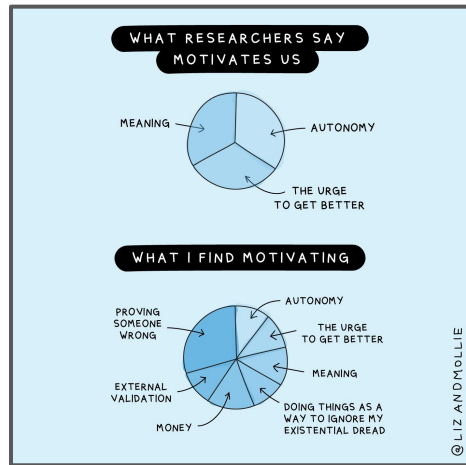 WHAT RESEARCHERS SAY
MOTIVATES US
MEANING
AUTONOMY
THE URGE
TO GET BETTER
WHAT I FIND MOTIVATING
PROVING
SOMEONE
WRONG
AUTONOMY
THE URGE
TO GET BETTER
MEANING
EXTERNAL
VALIDATION
DOING THINGS AS A
WAY TO IGNORE MY
EXISTENTIAL DREAD
MONEY
@LIZANDMOLLIE